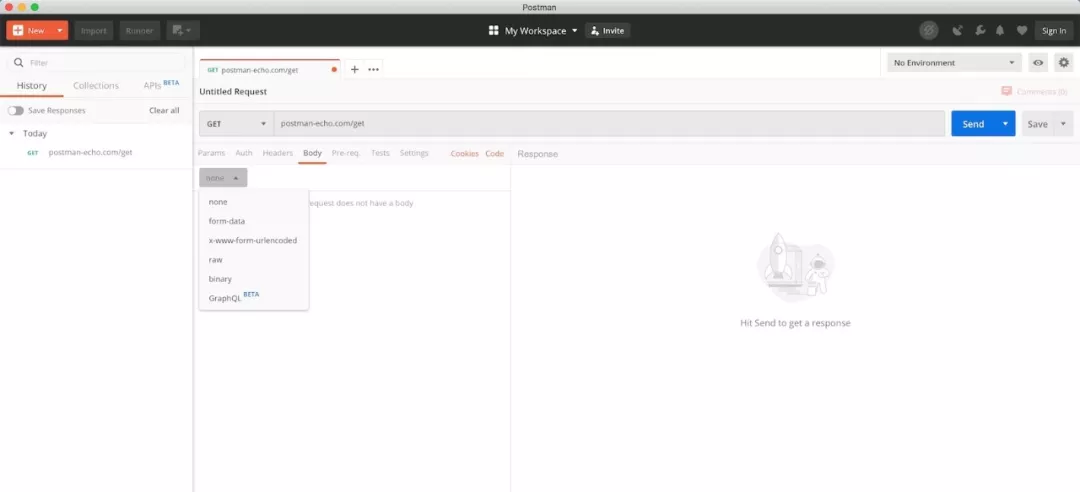 Postman
New
Import
Runner
My Workspace
Invite
Sign In
Filter
History
Collections
APIs BETA
Save Responses
Clear all
Today
GET postman-echo.com/get
GET postman-echo.com/get
No Environment
Untitled Request
Comments (0)
GET
postman-echo.com/get
Send
Save
Params
Auth
Headers
Body
Pre-req.
Tests
Settings
Cookies
Code
Response
none
equest does not have a body
none
form-data
x-www-form-urlencoded
raw
binary
GraphQL BETA
Hit Send to get a response